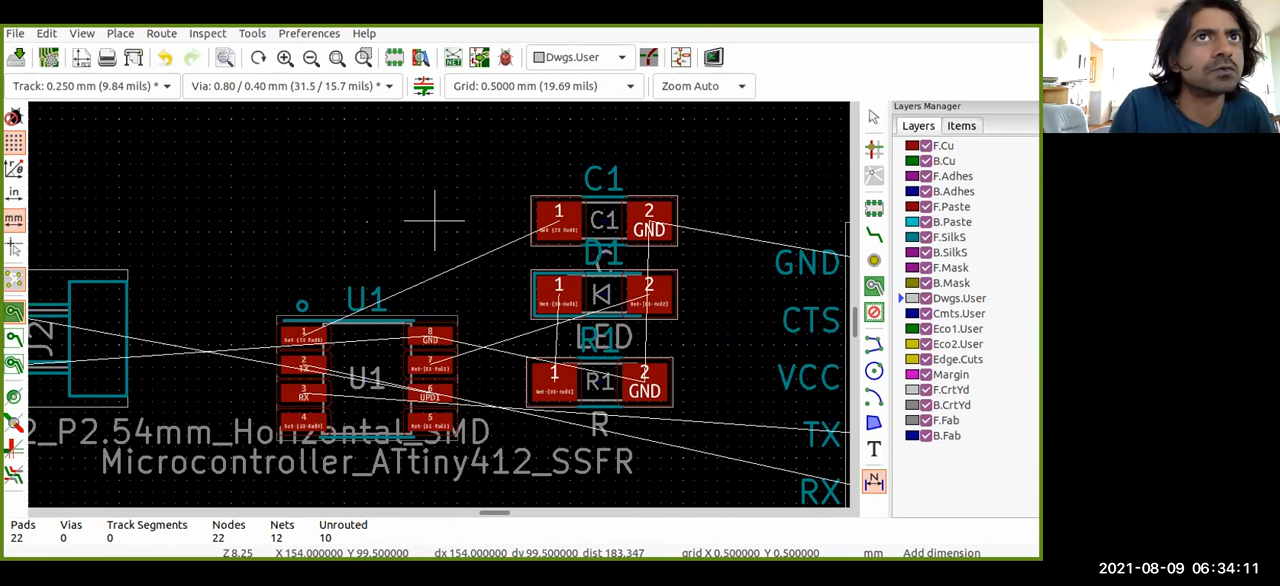 File Edit View Place Route Inspect Tools Preferences Help
Dwgs.User
Track: 0.250 mm (9.84 mils) * Via: 0.80 / 0.40 mm (31.5 / 15.7 mils) * Grid: 0.5000 mm (19.69 mils) Zoom Auto
Layers Manager
Layers Items
F.Cu
B.Cu
F.Adhes
B.Adhes
F.Paste
B.Paste
F.SilkS
B.SilkS
F.Mask
B.Mask
Dwgs.User
Cmts.User
Eco1.User
Eco2.User
Edge.Cuts
Margin
F.CrtYd
B.CrtYd
F.Fab
B.Fab
in
mm
NET
C1
1 C1 2
GND
D1
1 2
LED
R1
1 R1 2
GND
R
U1
U1
1
2
TX
3
RX
4
8
GND
7
6
UPDI
5
J2
GND
CTS
VCC
TX
RX
2_P2.54mm_Horizontal_SMD
Microcontroller_ATtiny412_SSFR
T
N
Pads Vias Track Segments Nodes Nets Unrouted
22 0 0 22 12 10
Z 8.25 X 154.000000 Y 99.500000 dx 154.000000 dy 99.500000 dist 183.347 grid X 0.500000 Y 0.500000 mm Add dimension
2021-08-09 06:34:11